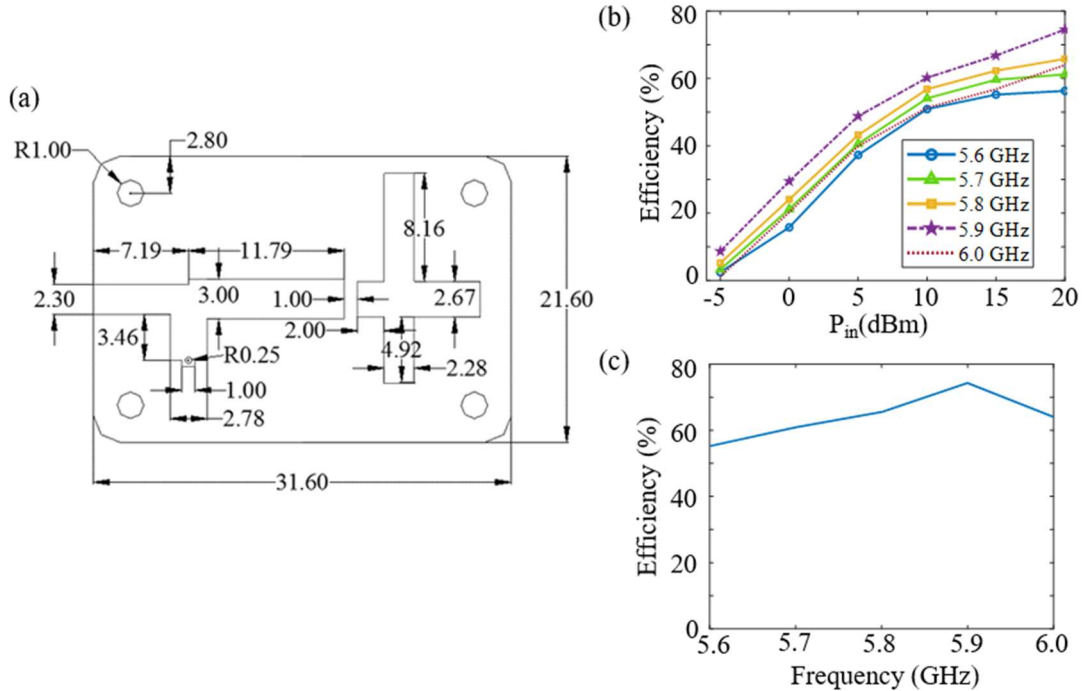 (a)
R1.00
2.80
7.19
11.79
8.16
2.30
3.00
1.00
2.67
21.60
3.46
2.00
R0.25
4.92
2.28
1.00
2.78
31.60
(b)
80
60
40
20
0
Efficiency (%)
-5
0
5
10
15
20
P_in(dBm)
5.6 GHz
5.7 GHz
5.8 GHz
5.9 GHz
6.0 GHz
(c)
80
60
40
20
0
Efficiency (%)
5.6
5.7
5.8
5.9
6.0
Frequency (GHz)